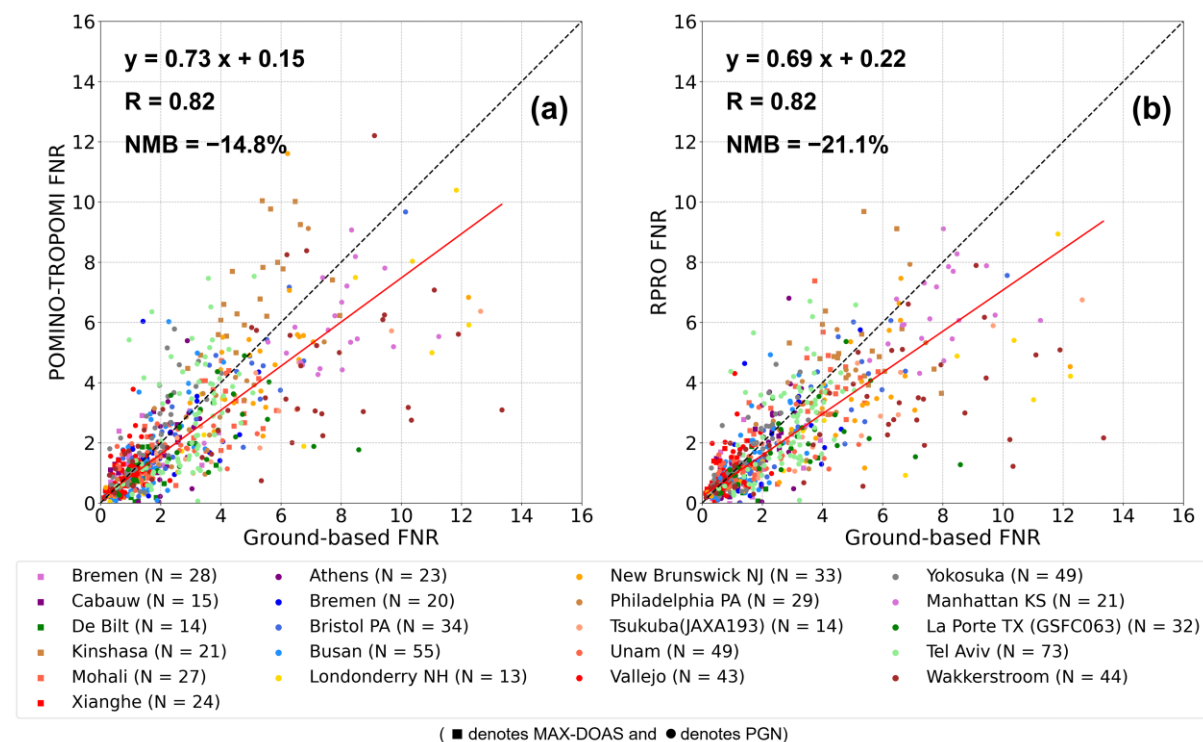 y = 0.73 x + 0.15
R = 0.82
NMB = −14.8%
(a)
POMINO-TROPOMI FNR
16
14
12
10
8
6
4
2
0
0 2 4 6 8 10 12 14 16
Ground-based FNR
y = 0.69 x + 0.22
R = 0.82
NMB = −21.1%
(b)
RPRO FNR
16
14
12
10
8
6
4
2
0
0 2 4 6 8 10 12 14 16
Ground-based FNR
Bremen (N = 28)
Cabauw (N = 15)
De Bilt (N = 14)
Kinshasa (N = 21)
Mohali (N = 27)
Xianghe (N = 24)
Athens (N = 23)
Bremen (N = 20)
Bristol PA (N = 34)
Busan (N = 55)
Londonderry NH (N = 13)
New Brunswick NJ (N = 33)
Philadelphia PA (N = 29)
Tsukuba(JAXA193) (N = 14)
Unam (N = 49)
Vallejo (N = 43)
Yokosuka (N = 49)
Manhattan KS (N = 21)
La Porte TX (GSFC063) (N = 32)
Tel Aviv (N = 73)
Wakkerstroom (N = 44)
( ■ denotes MAX-DOAS and ● denotes PGN)